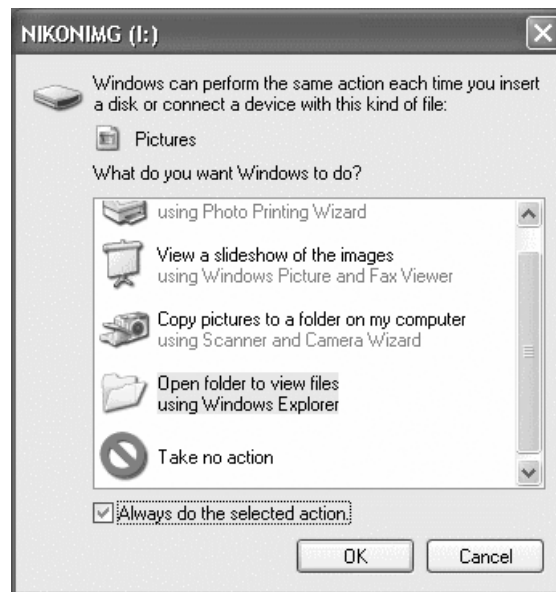 NIKONIMG (I:)
Windows can perform the same action each time you insert
a disk or connect a device with this kind of file:
Pictures
What do you want Windows to do?
using Photo Printing Wizard
View a slideshow of the images
using Windows Picture and Fax Viewer
Copy pictures to a folder on my computer
using Scanner and Camera Wizard
Open folder to view files
using Windows Explorer
Take no action
Always do the selected action.
OK
Cancel